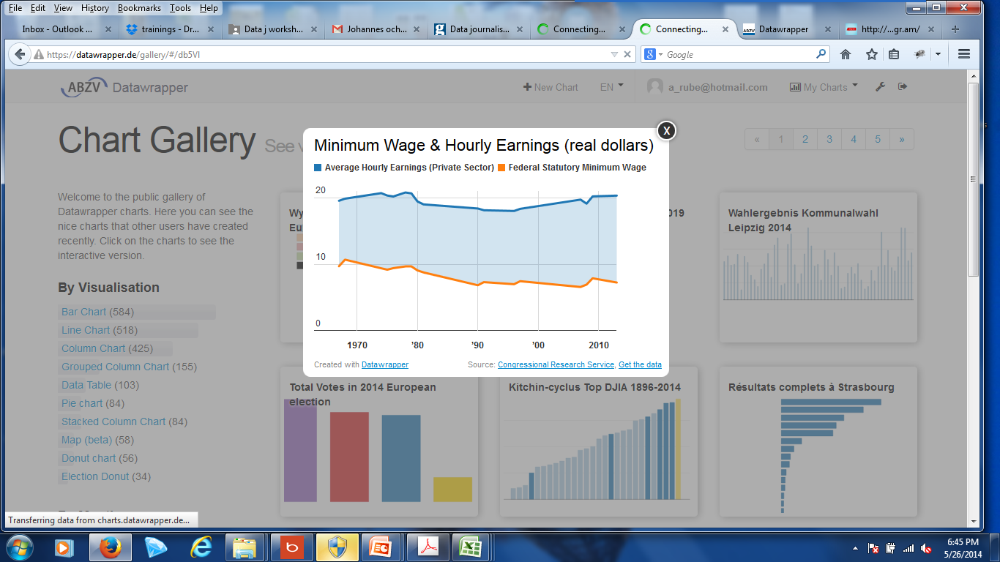 File Edit View History Bookmarks Tools Help
Inbox - Outlook ... trainings - Dr... Data j worksh... Johannes och... Data journalis... Connecting... Connecting... Datawrapper http://...gr.am/
https://datawrapper.de/gallery/#/db5VI Google
ABZV Datawrapper New Chart EN a_rube@hotmail.com My Charts
Chart Gallery See v
« 1 2 3 4 5 »
Welcome to the public gallery of
Datawrapper charts. Here you can see the
nice charts that other users have created
recently. Click on the charts to see the
interactive version.
By Visualisation
Bar Chart (584)
Line Chart (518)
Column Chart (425)
Grouped Column Chart (155)
Data Table (103)
Pie chart (84)
Stacked Column Chart (84)
Map (beta) (58)
Donut chart (56)
Election Donut (34)
X
Minimum Wage & Hourly Earnings (real dollars)
Average Hourly Earnings (Private Sector) Federal Statutory Minimum Wage
20
10
0
1970 '80 '90 '00 2010
Created with Datawrapper Source: Congressional Research Service, Get the data
Wy
Eu
019
Wahlergebnis Kommunalwahl
Leipzig 2014
Total Votes in 2014 European
election
Kitchin-cyclus Top DJIA 1896-2014
Résultats complets à Strasbourg
Transferring data from charts.datawrapper.de...
6:45 PM
5/26/2014